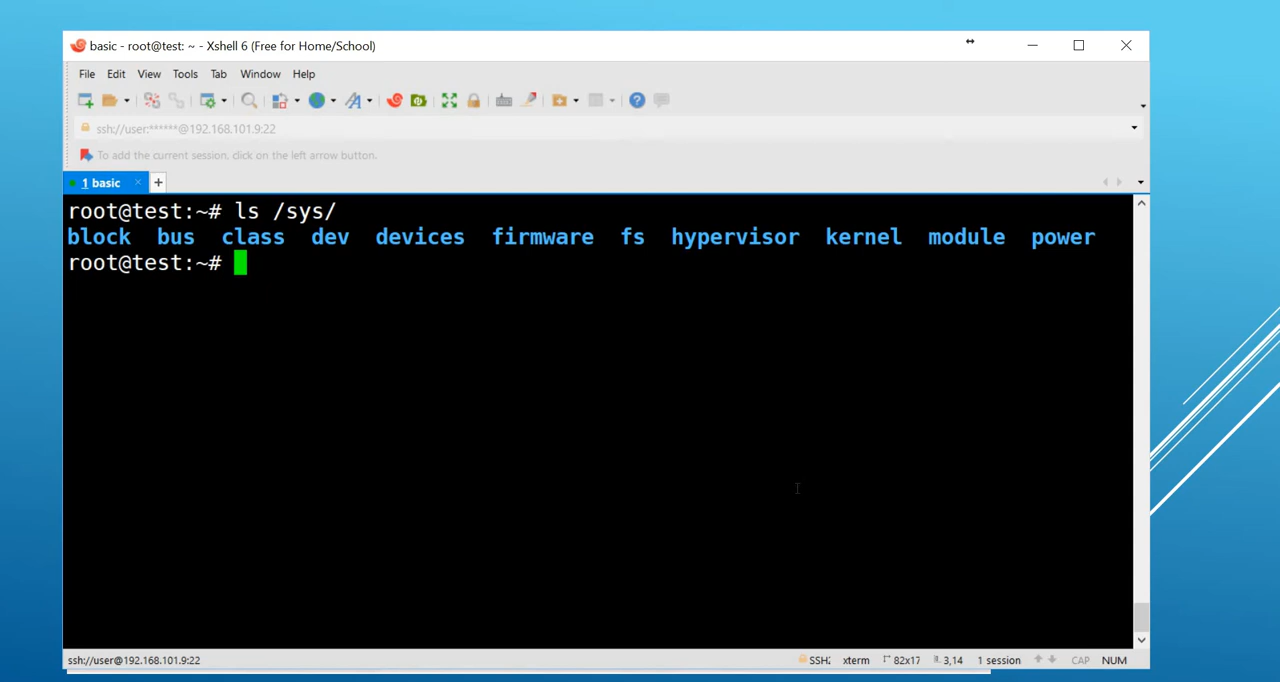 basic - root@test: ~ - Xshell 6 (Free for Home/School)
File Edit View Tools Tab Window Help
ssh://user:******@192.168.101.9:22
To add the current session, click on the left arrow button.
1 basic
root@test:~# ls /sys/
block bus class dev devices firmware fs hypervisor kernel module power
root@test:~#
ssh://user@192.168.101.9:22 SSH2 xterm 82x17 3,14 1 session CAP NUM